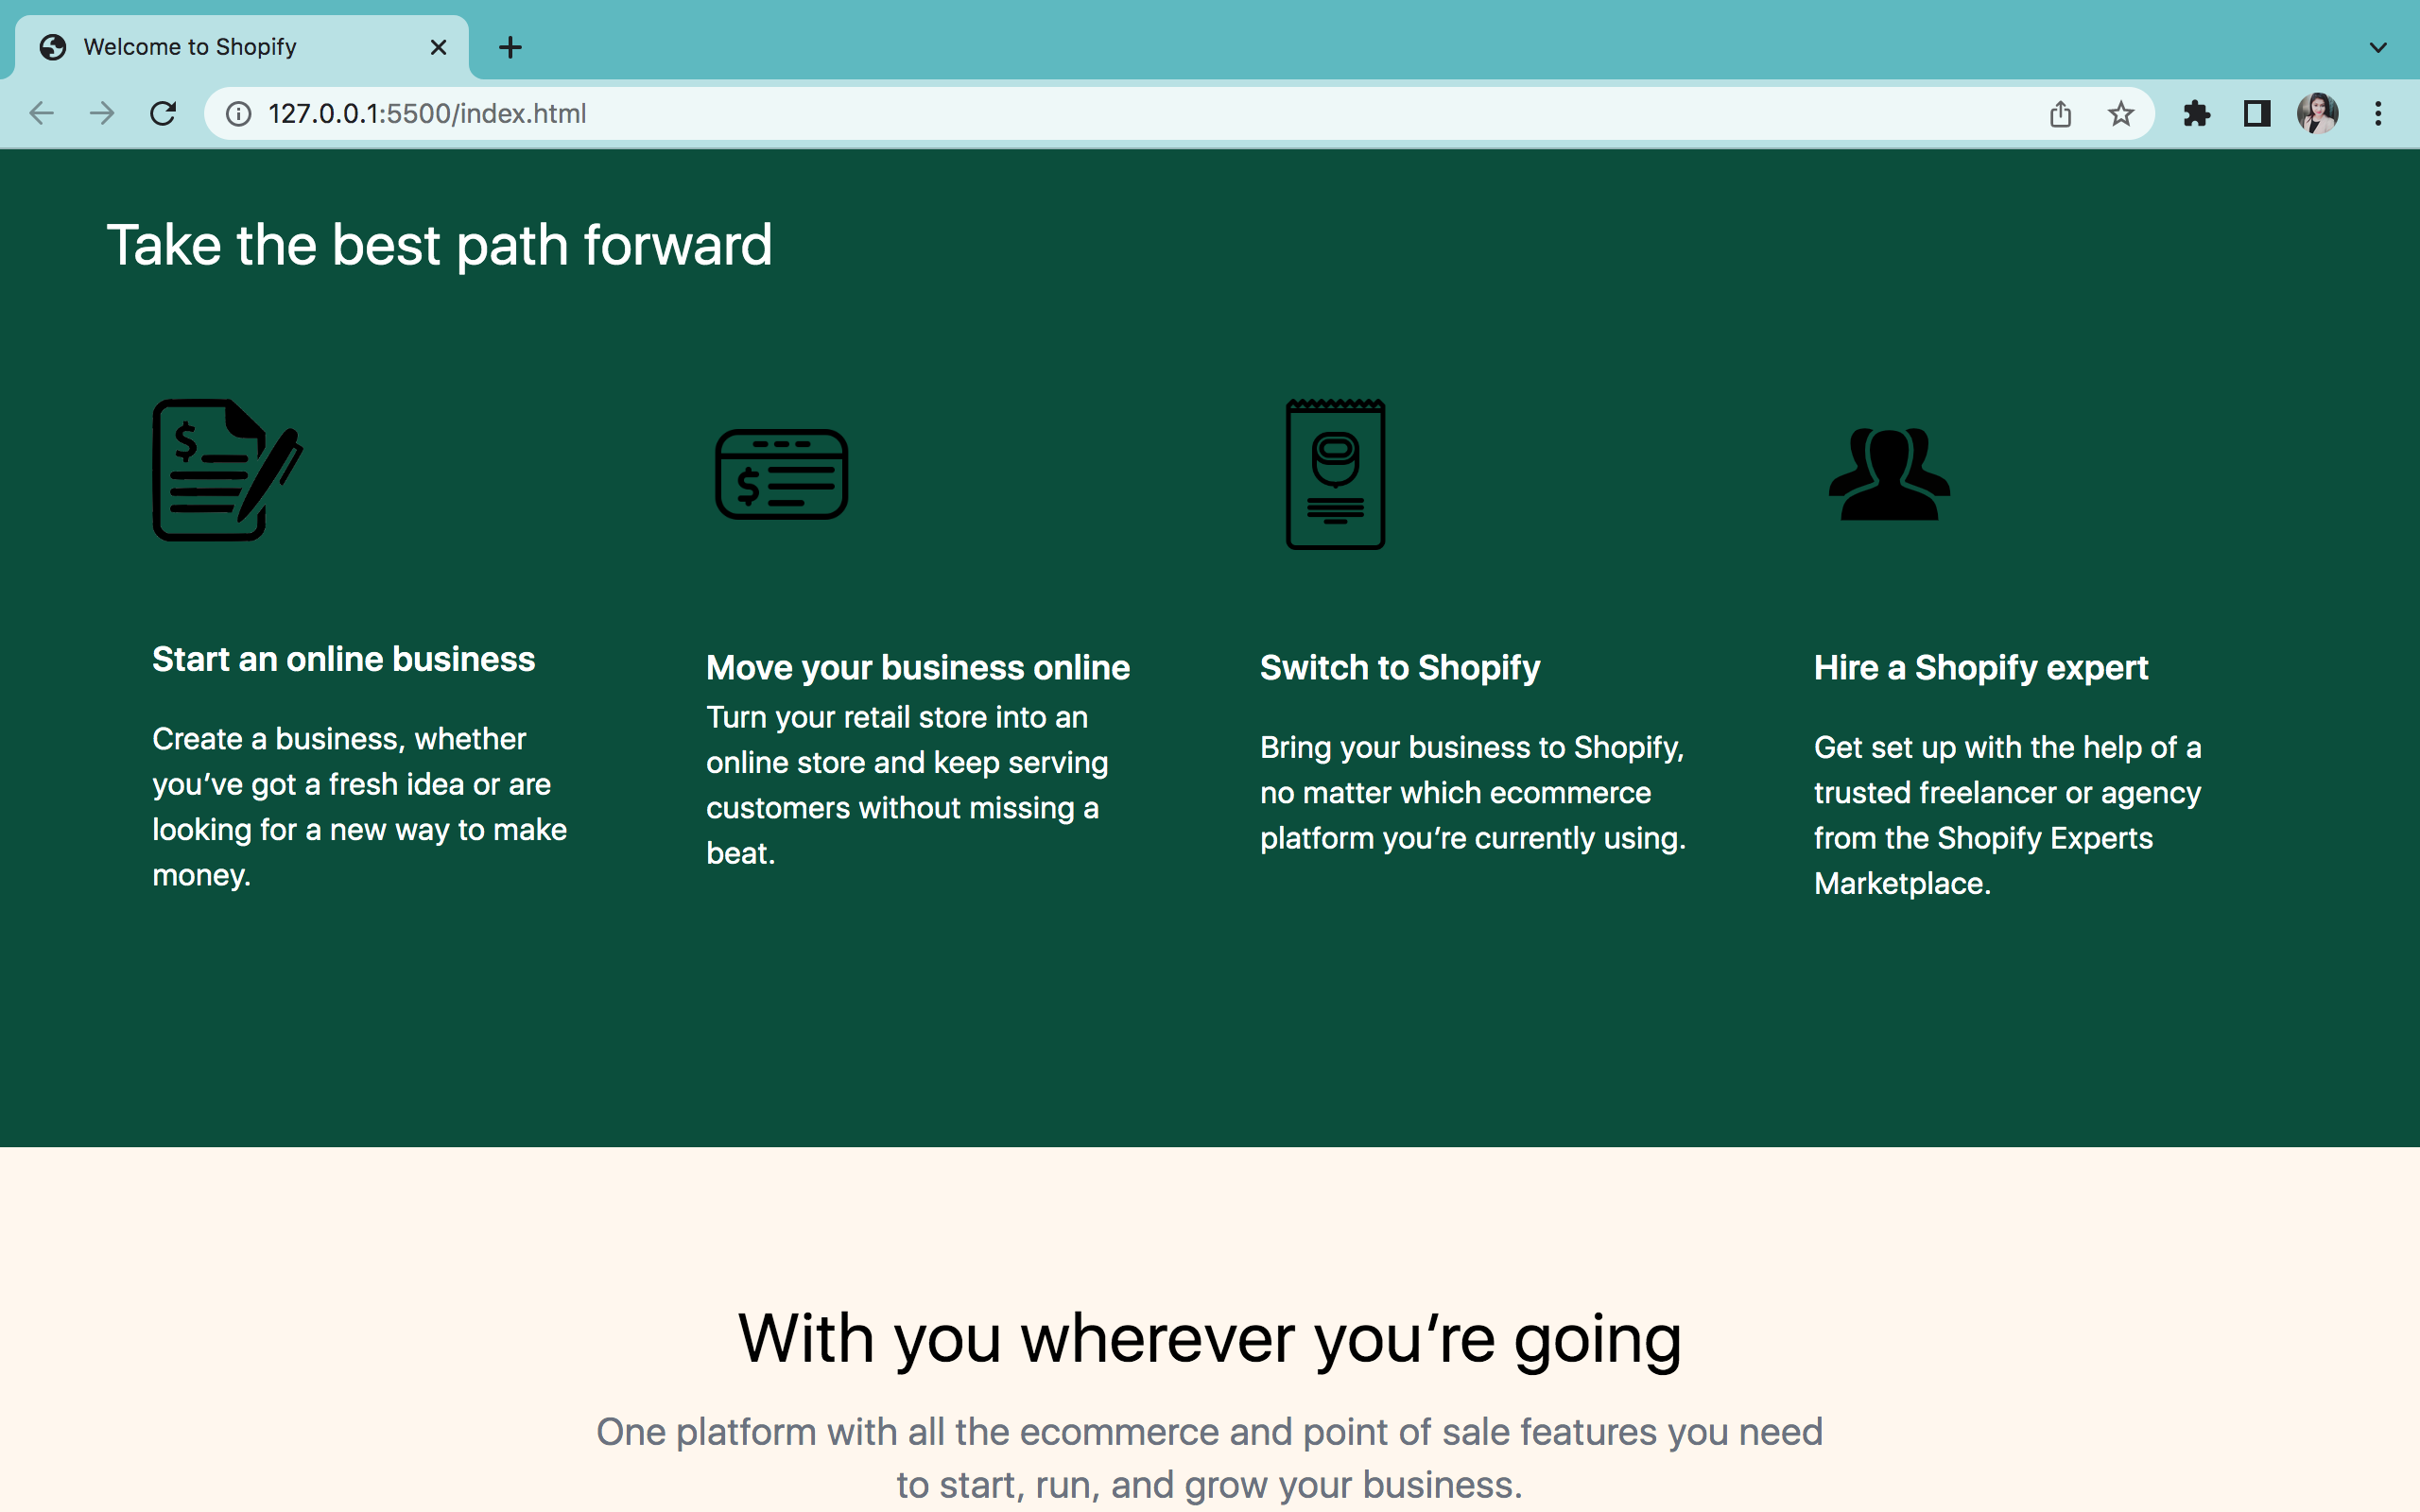 Welcome to Shopify
127.0.0.1:5500/index.html
Take the best path forward
$
$
Start an online business
Create a business, whether
you’ve got a fresh idea or are
looking for a new way to make
money.
Move your business online
Turn your retail store into an
online store and keep serving
customers without missing a
beat.
Switch to Shopify
Bring your business to Shopify,
no matter which ecommerce
platform you’re currently using.
Hire a Shopify expert
Get set up with the help of a
trusted freelancer or agency
from the Shopify Experts
Marketplace.
With you wherever you’re going
One platform with all the ecommerce and point of sale features you need
to start, run, and grow your business.